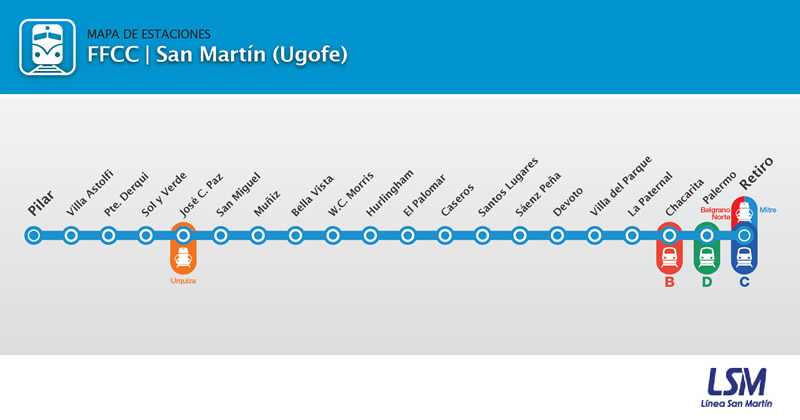 MAPA DE ESTACIONES
FFCC | San Martín (Ugofe)
Pilar
Villa Astolfi
Pte. Derqui
Sol y Verde
José C. Paz
San Miguel
Muñiz
Bella Vista
W.C. Morris
Hurlingham
El Palomar
Caseros
Santos Lugares
Sáenz Peña
Devoto
Villa del Parque
La Paternal
Chacarita
Palermo
Retiro
Belgrano
Norte
Mitre
Urquiza
B
D
C
LSM
Línea San Martín